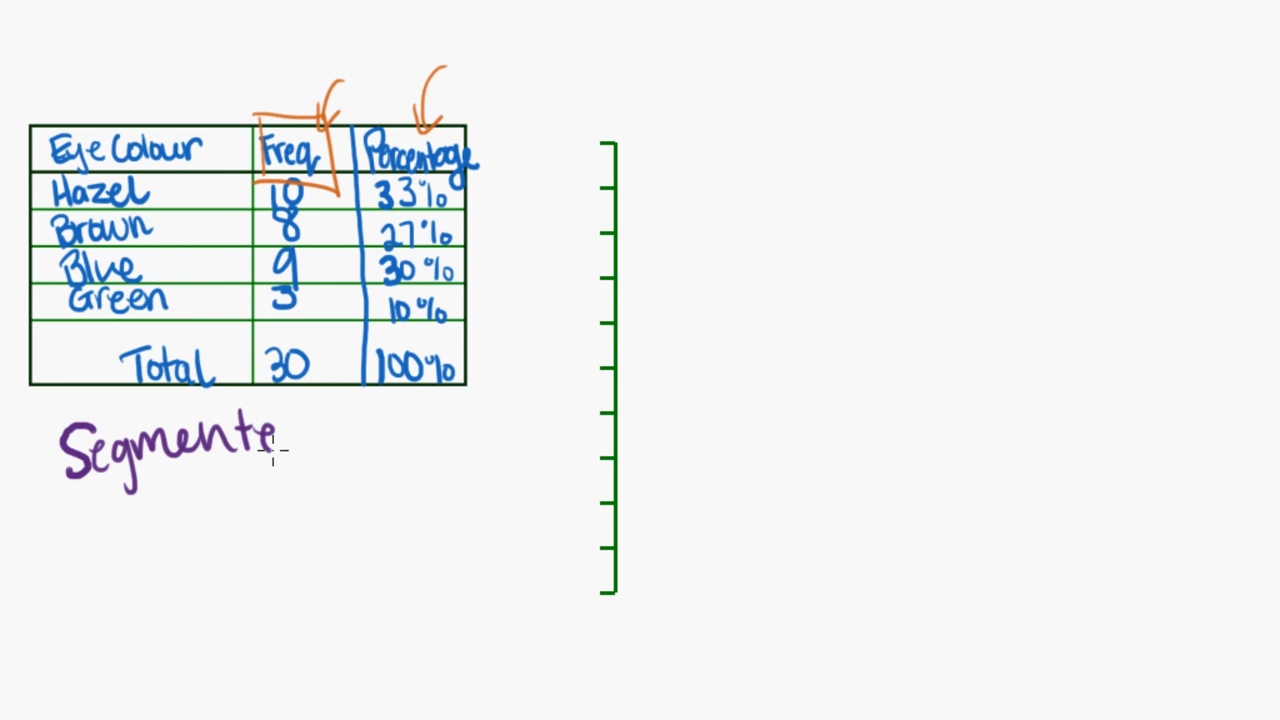 Eye Colour Freq Percentage
Hazel 10 33%
Brown 8 27%
Blue 9 30%
Green 3 10%
Total 30 100%
Segmente